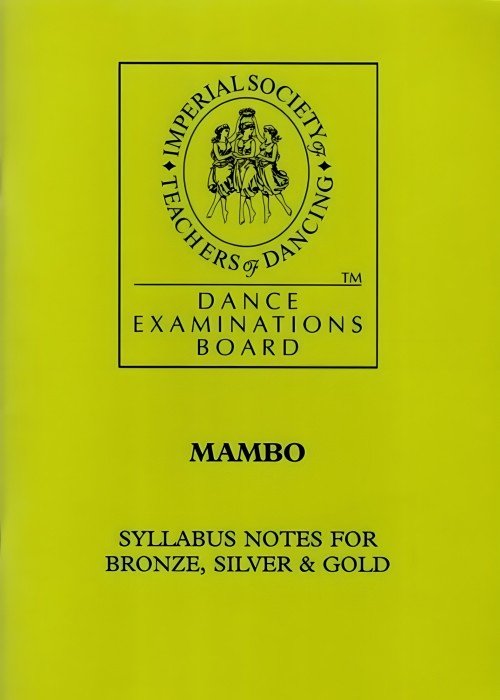 IMPERIAL SOCIETY of
TEACHERS of DANCING
TM
DANCE
EXAMINATIONS
BOARD
MAMBO
SYLLABUS NOTES FOR
BRONZE, SILVER & GOLD